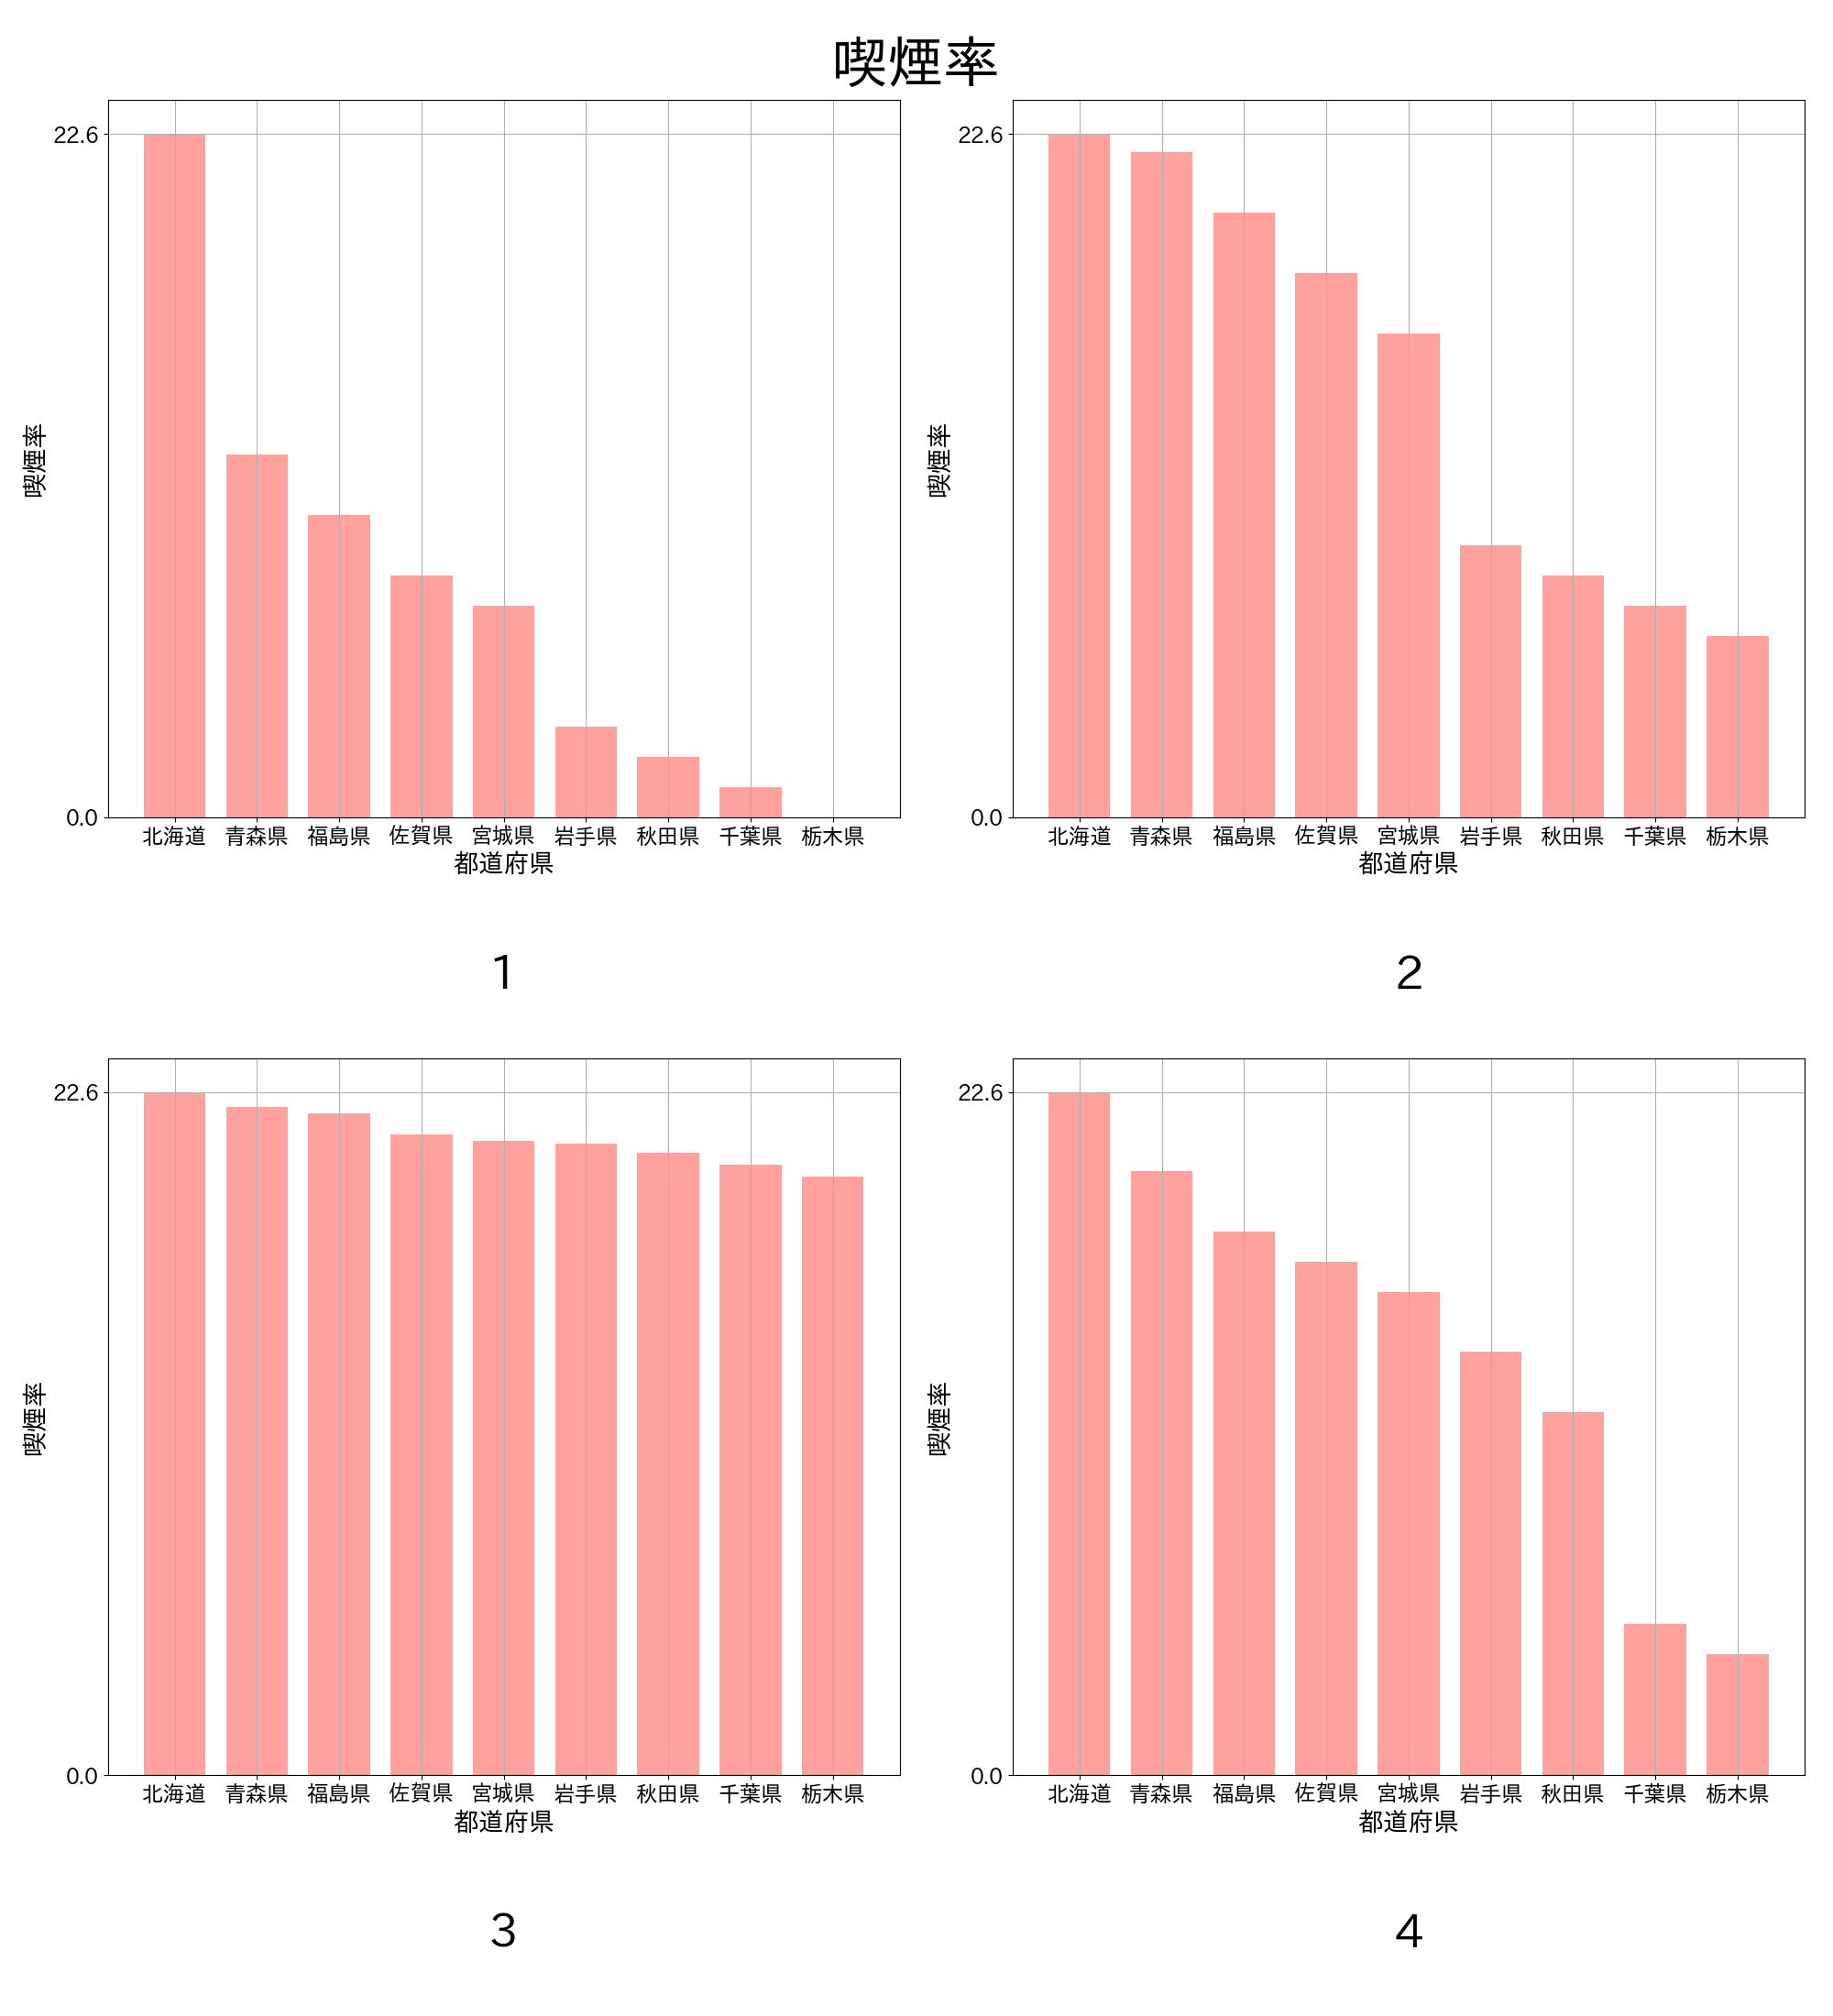 喫煙率
22.6
0.0
喫煙率
北海道 青森県 福島県 佐賀県 宮城県 岩手県 秋田県 千葉県 栃木県
都道府県
1
22.6
0.0
喫煙率
北海道 青森県 福島県 佐賀県 宮城県 岩手県 秋田県 千葉県 栃木県
都道府県
2
22.6
0.0
喫煙率
北海道 青森県 福島県 佐賀県 宮城県 岩手県 秋田県 千葉県 栃木県
都道府県
3
22.6
0.0
喫煙率
北海道 青森県 福島県 佐賀県 宮城県 岩手県 秋田県 千葉県 栃木県
都道府県
4